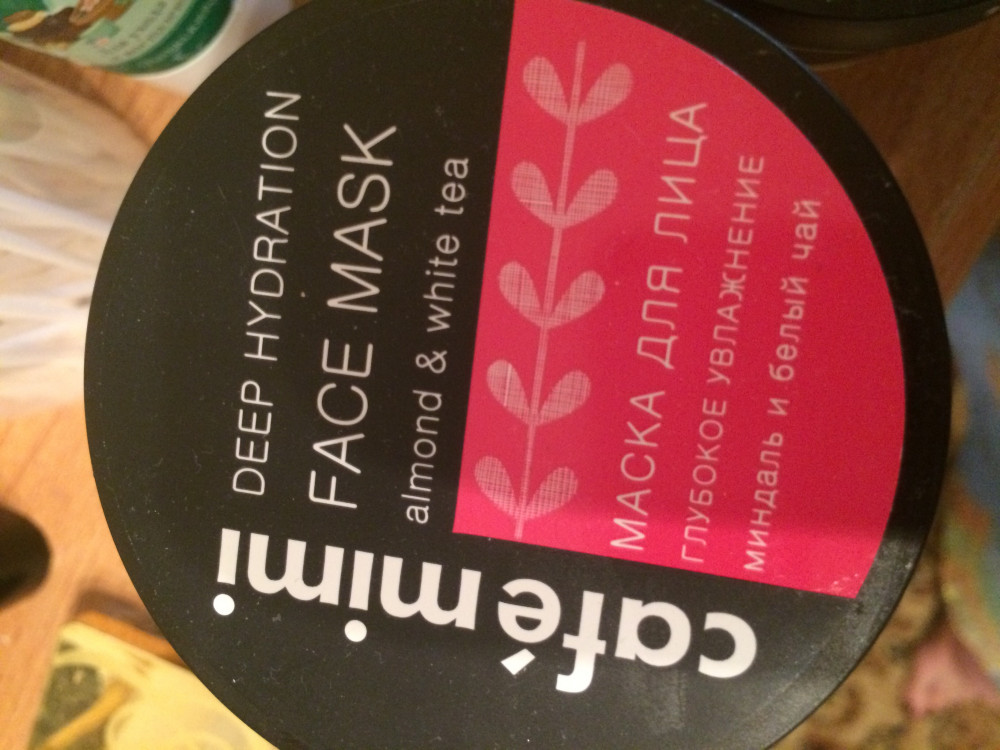 café mimi
DEEP HYDRATION
FACE MASK
almond & white tea
МАСКА ДЛЯ ЛИЦА
ГЛУБОКОЕ УВЛАЖНЕНИЕ
миндаль и белый чай